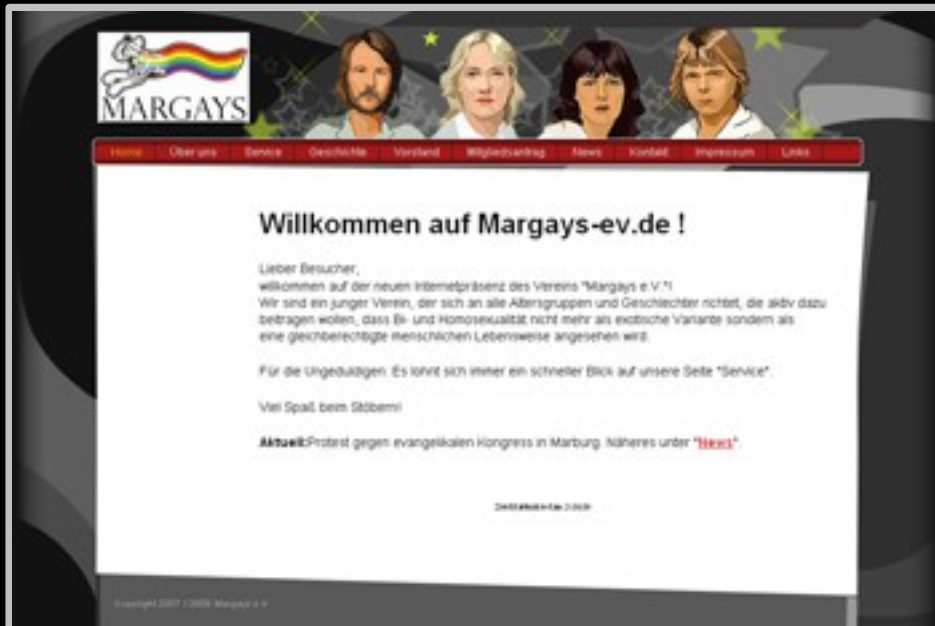 MARGAYS
Home Über uns Service Geschichte Vorstand Mitgliedsantrag News Kontakt Impressum Links
Willkommen auf Margays-ev.de !
Lieber Besucher,
willkommen auf der neuen Internetpräsenz des Vereins "Margays e.V."!
Wir sind ein junger Verein, der sich an alle Altersgruppen und Geschlechter richtet, die aktiv dazu
beitragen wollen, dass Bi- und Homosexualität nicht mehr als exotische Variante sondern als
eine gleichberechtigte menschlichen Lebensweise angesehen wird.
Für die Ungeduldigen: Es lohnt sich immer ein schneller Blick auf unsere Seite "Service".
Viel Spaß beim Stöbern!
Aktuell:Protest gegen evangelikalen Kongress in Marburg. Näheres unter "News".
Copyright 2007 / 2008 Margays e.V.